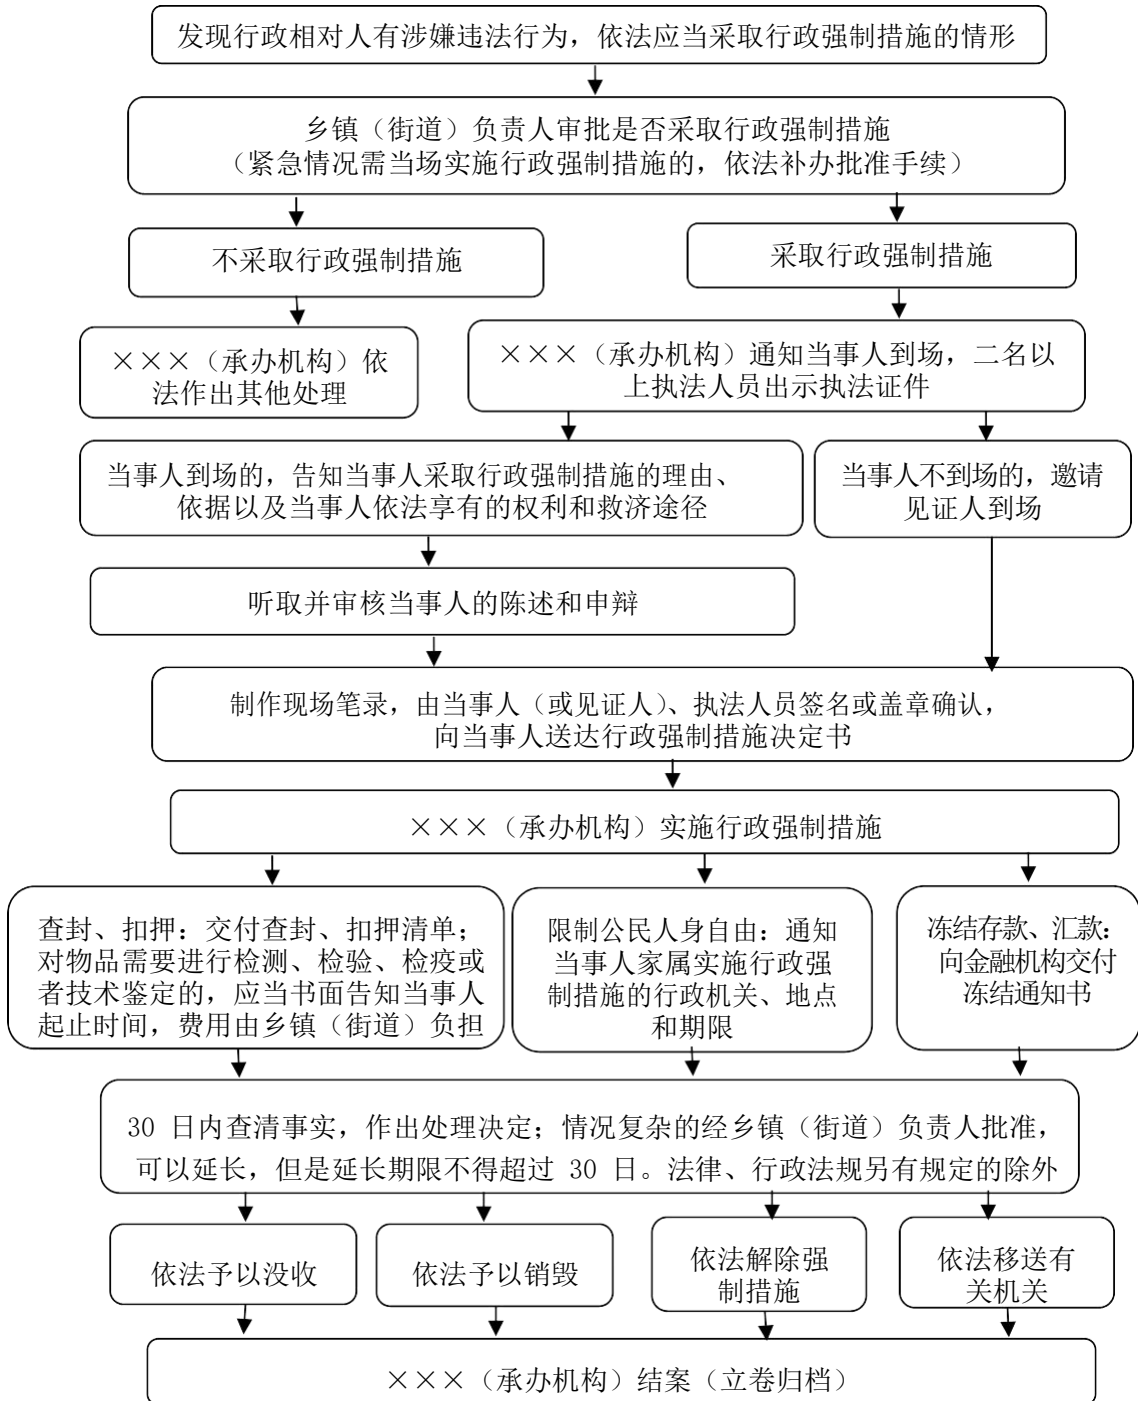 发现行政相对人有涉嫌违法行为，依法应当采取行政强制措施的情形
乡镇（街道）负责人审批是否采取行政强制措施
（紧急情况需当场实施行政强制措施的，依法补办批准手续）
不采取行政强制措施
采取行政强制措施
×××（承办机构）依
法作出其他处理
×××（承办机构）通知当事人到场，二名以
上执法人员出示执法证件
当事人到场的，告知当事人采取行政强制措施的理由、
依据以及当事人依法享有的权利和救济途径
当事人不到场的，邀请
见证人到场
听取并审核当事人的陈述和申辩
制作现场笔录，由当事人（或见证人）、执法人员签名或盖章确认，
向当事人送达行政强制措施决定书
×××（承办机构）实施行政强制措施
查封、扣押：交付查封、扣押清单；
对物品需要进行检测、检验、检疫或
者技术鉴定的，应当书面告知当事人
起止时间，费用由乡镇（街道）负担
限制公民人身自由：通知
当事人家属实施行政强
制措施的行政机关、地点
和期限
冻结存款、汇款：
向金融机构交付
冻结通知书
30 日内查清事实，作出处理决定；情况复杂的经乡镇（街道）负责人批准，
可以延长，但是延长期限不得超过 30 日。法律、行政法规另有规定的除外
依法予以没收
依法予以销毁
依法解除强
制措施
依法移送有
关机关
×××（承办机构）结案（立卷归档）